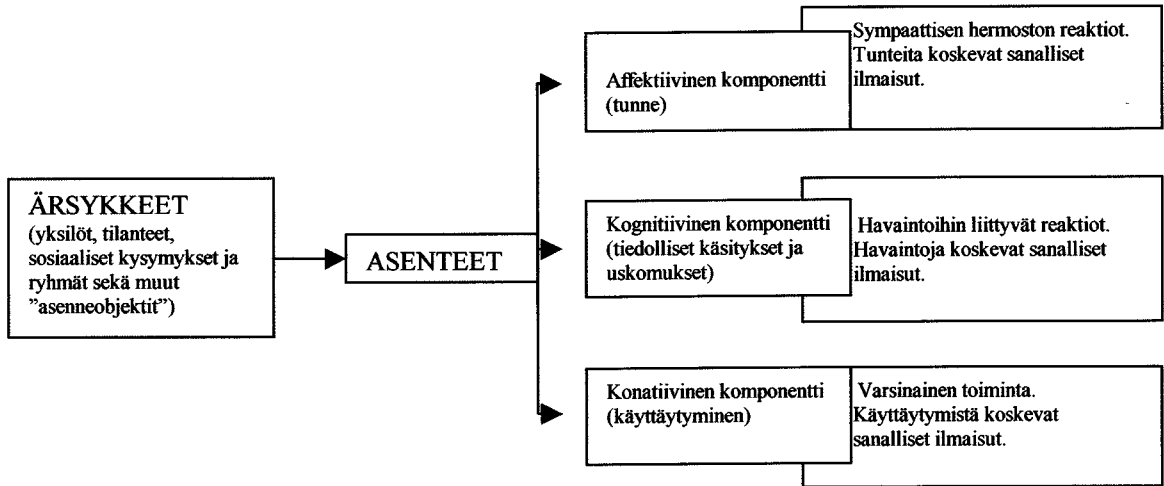 ÄRSYKKEET
(yksilöt, tilanteet,
sosiaaliset kysymykset ja
ryhmät sekä muut
”asenneobjektit”)
ASENTEET
Affektiivinen komponentti
(tunne)
Sympaattisen hermoston reaktiot.
Tunteita koskevat sanalliset
ilmaisut.
Kognitiivinen komponentti
(tiedolliset käsitykset ja
uskomukset)
Havaintoihin liittyvät reaktiot.
Havaintoja koskevat sanalliset
ilmaisut.
Konatiivinen komponentti
(käyttäytyminen)
Varsinainen toiminta.
Käyttäytymistä koskevat
sanalliset ilmaisut.